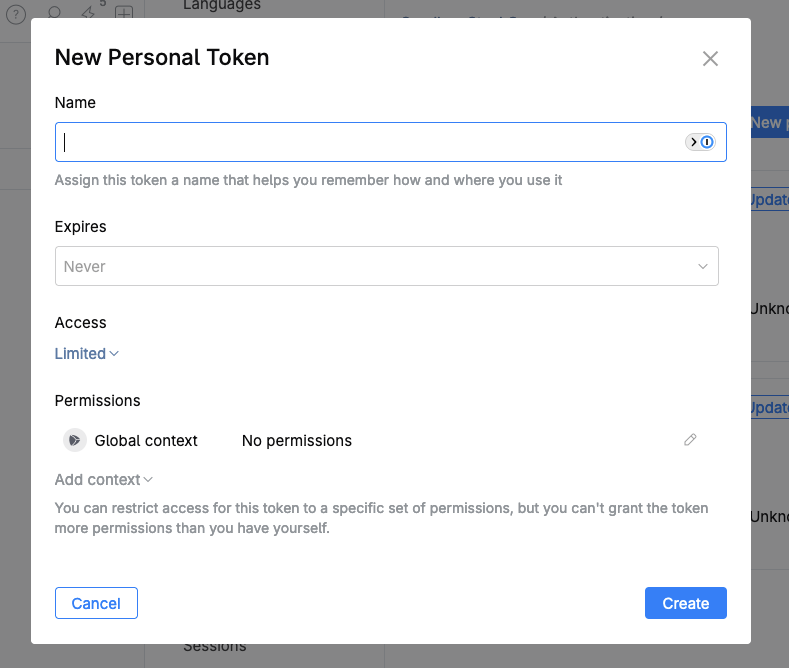 ?
5
Languages
New Personal Token
Name
Assign this token a name that helps you remember how and where you use it
Expires
Never
Access
Limited
Permissions
Global context No permissions
Add context
You can restrict access for this token to a specific set of permissions, but you can't grant the token
more permissions than you have yourself.
Cancel Create
New p
Update
Unkno
Update
Unkno
Sessions